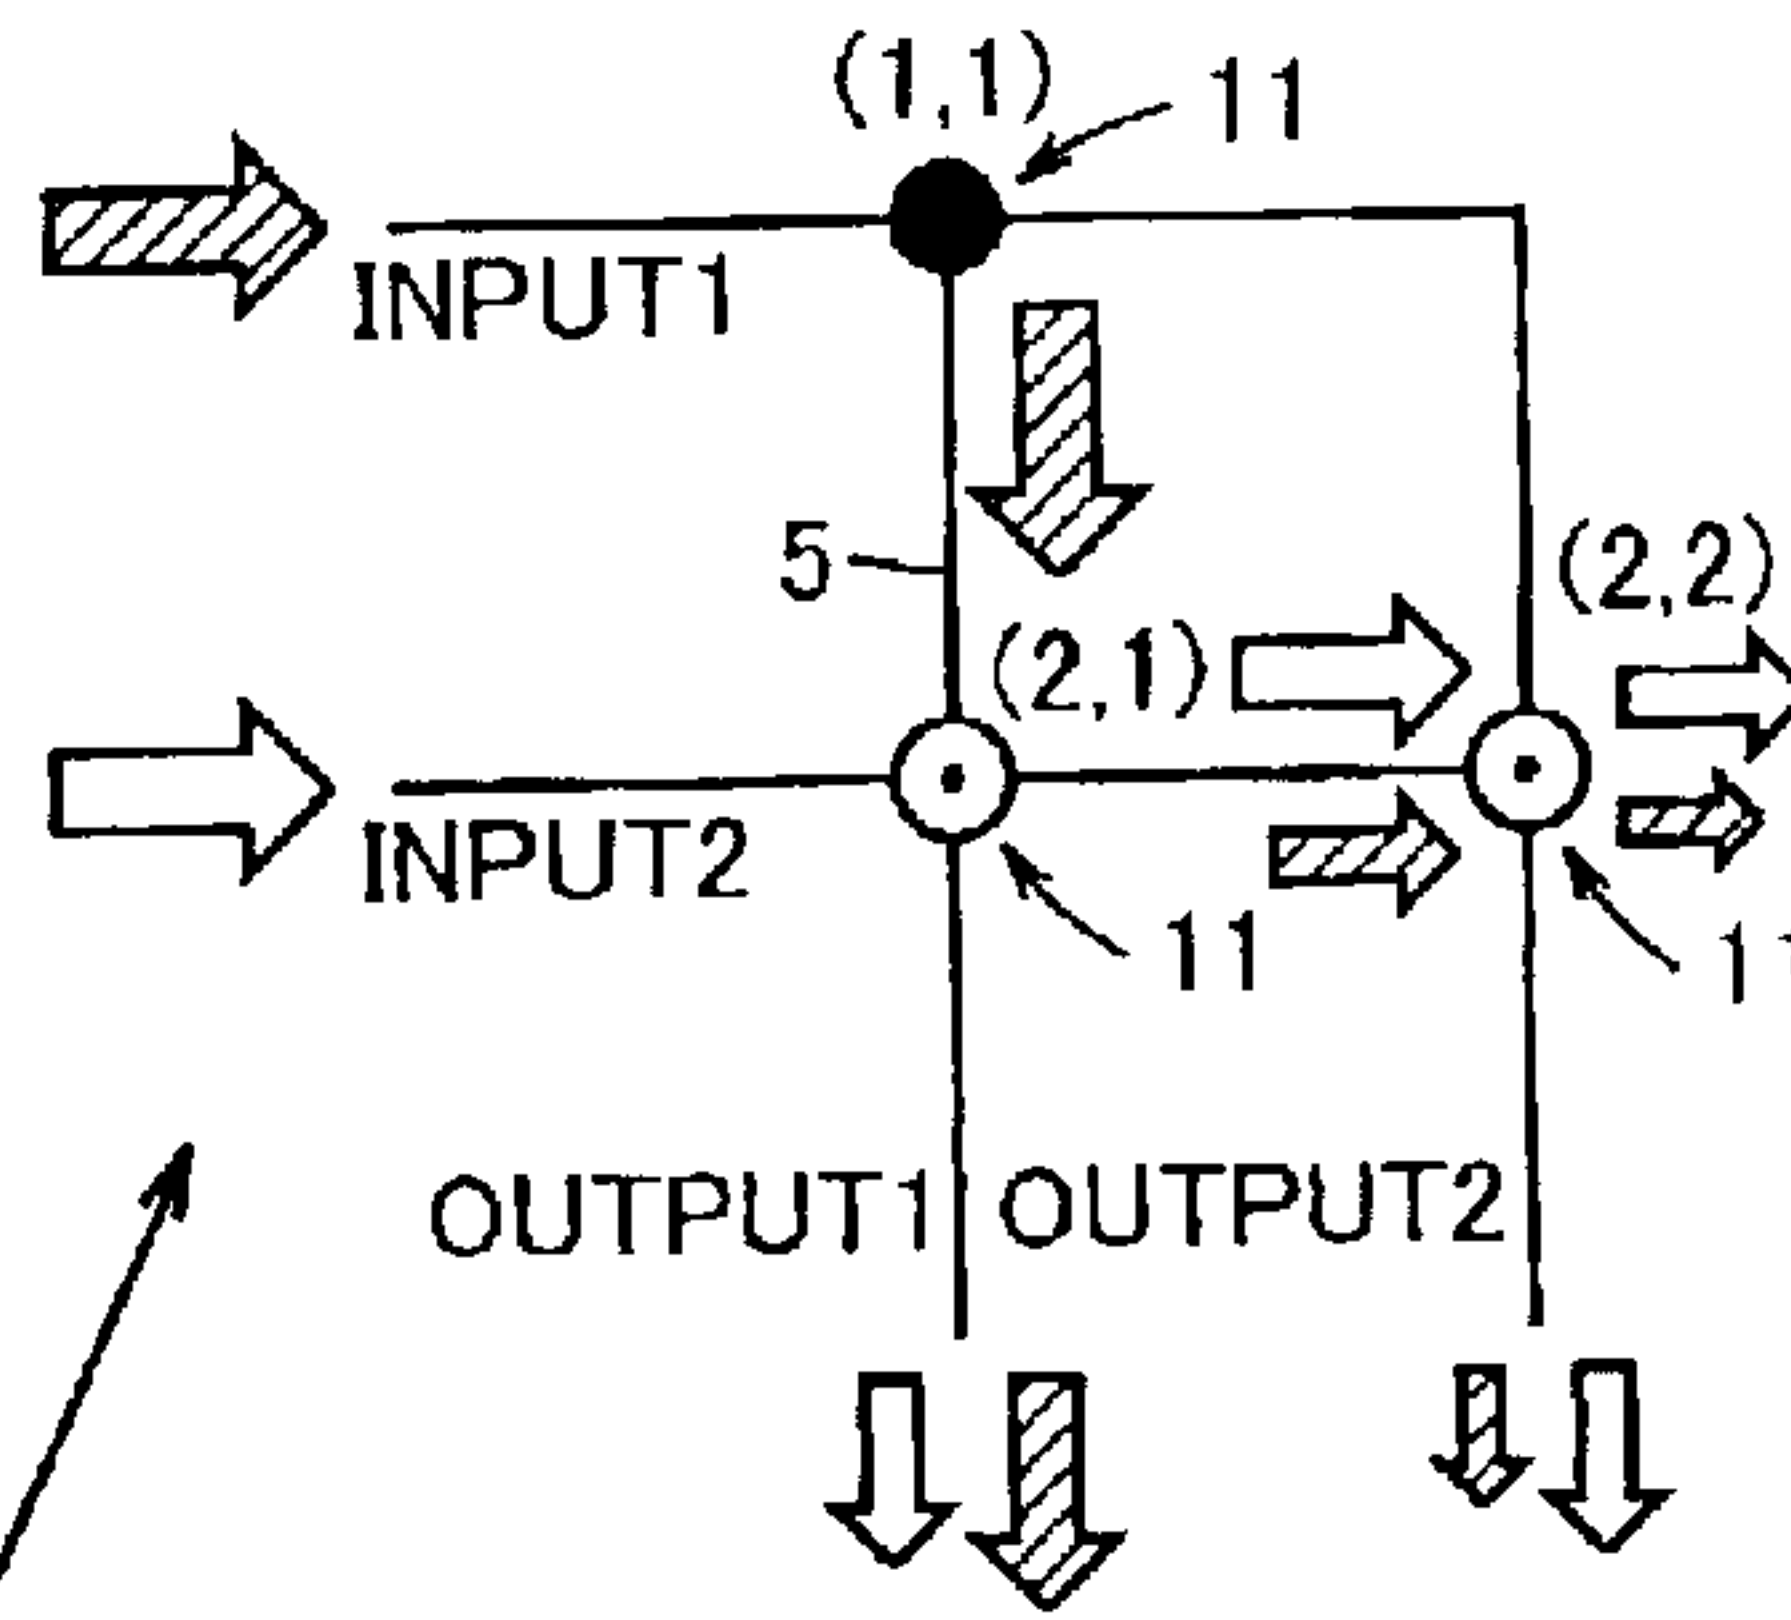 (1,1)
11
INPUT1
5
(2,2)
(2,1)
INPUT2
11
OUTPUT1
OUTPUT2